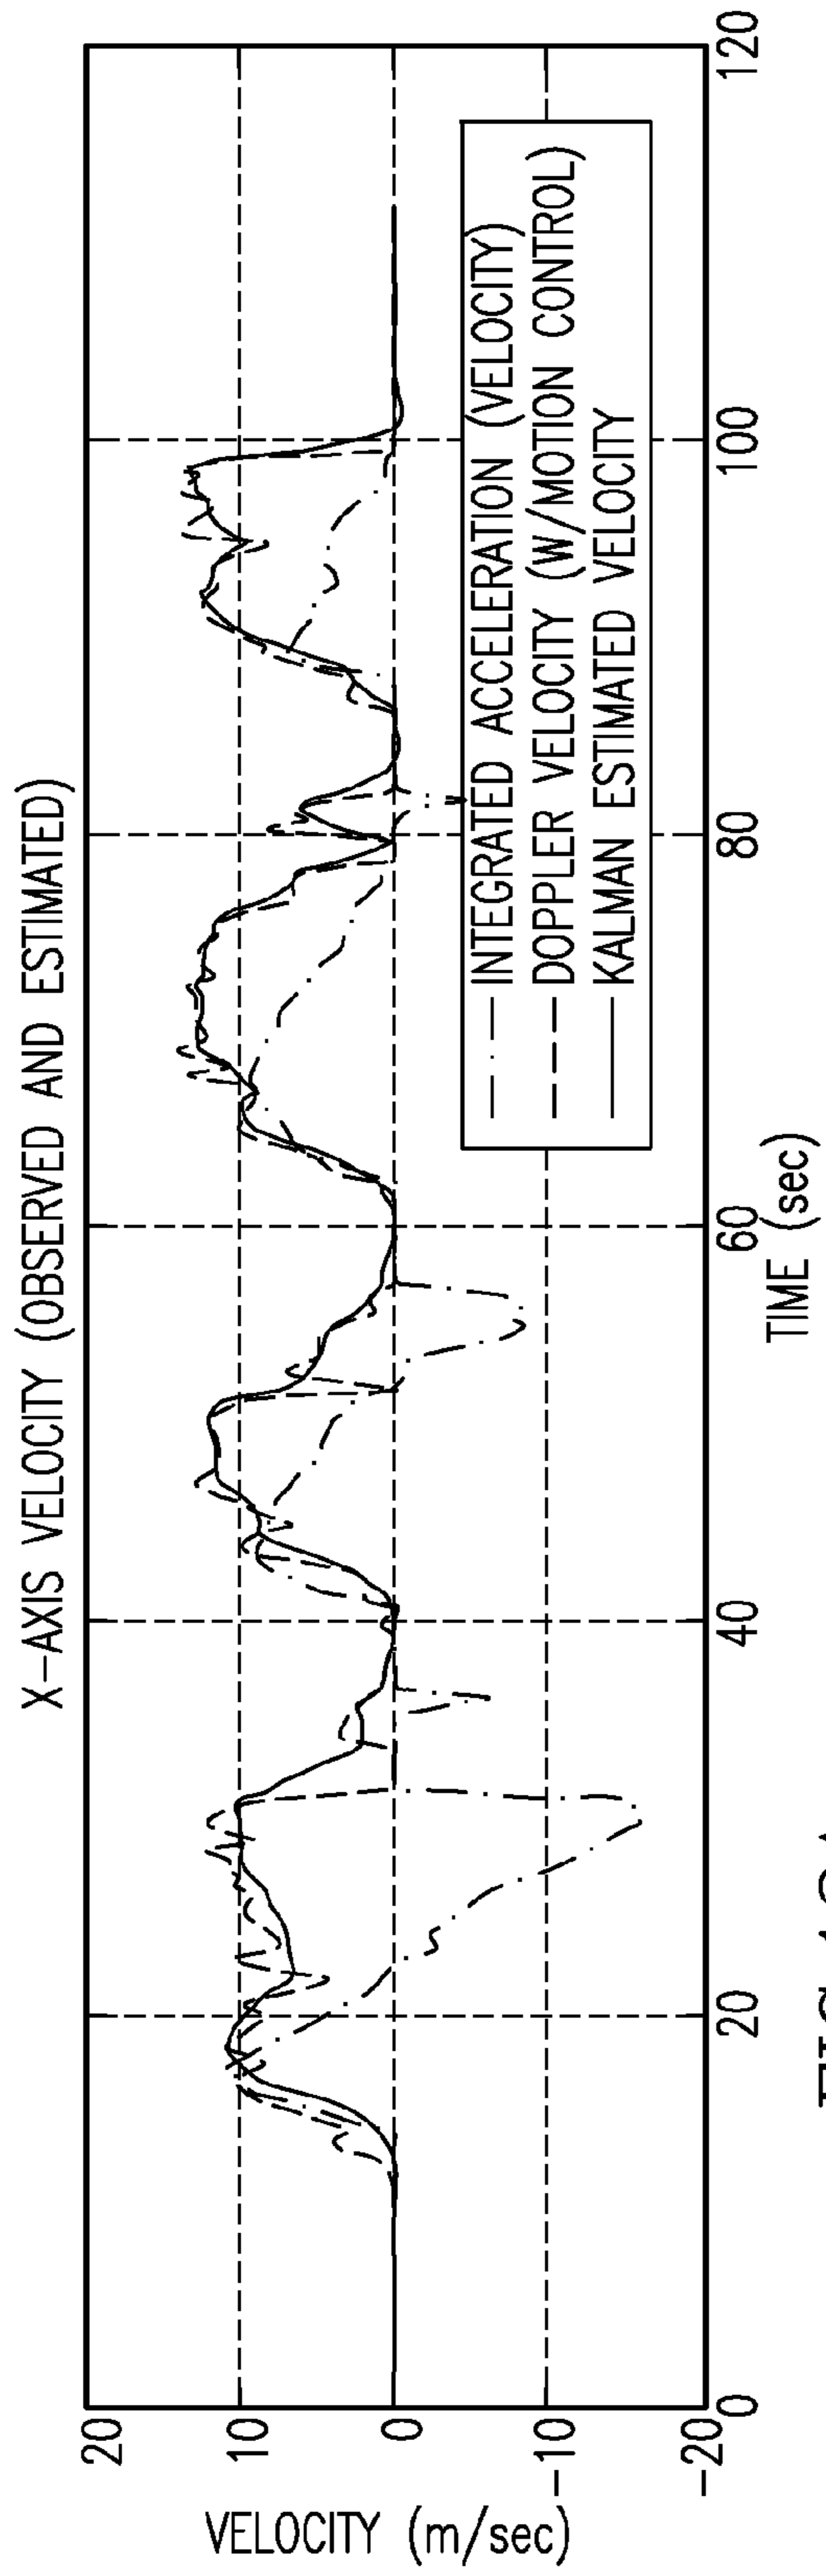 X-AXIS VELOCITY (OBSERVED AND ESTIMATED)
VELOCITY (m/sec)
20
10
0
-10
-20
INTEGRATED ACCELERATION (VELOCITY)
DOPPLER VELOCITY (W/MOTION CONTROL)
KALMAN ESTIMATED VELOCITY
0
20
40
60
80
100
120
TIME (sec)